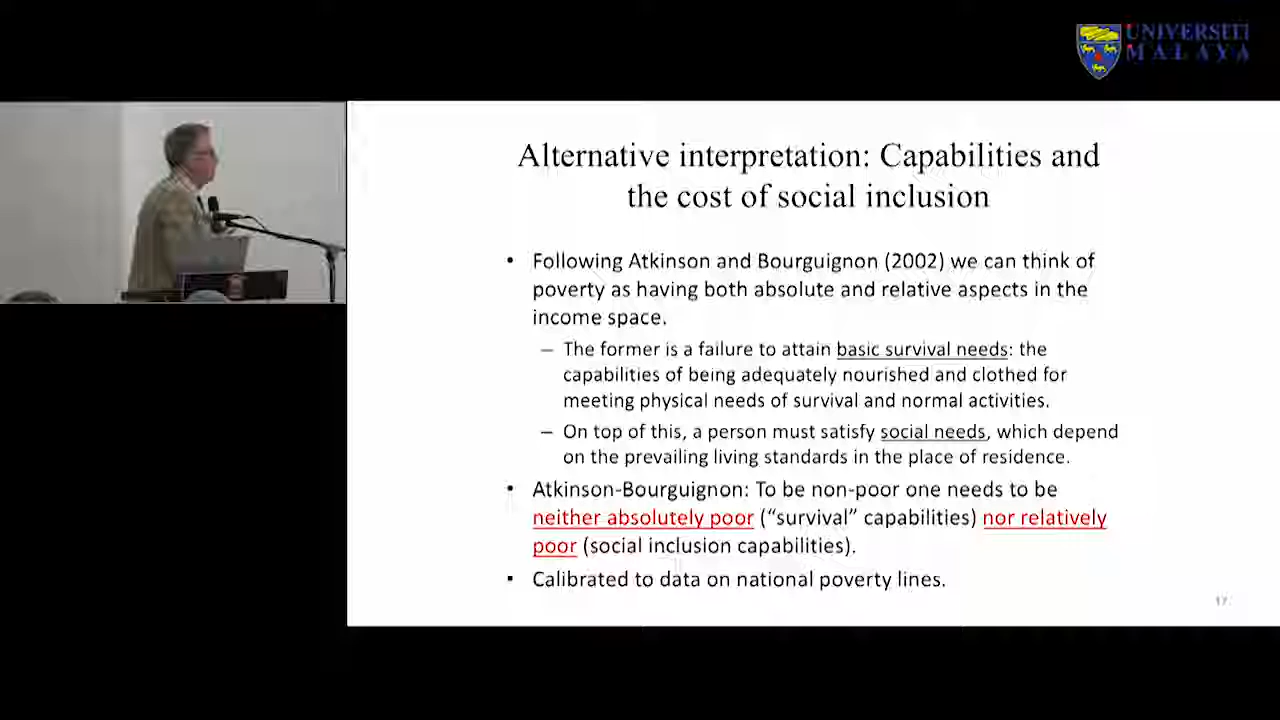 UNIVERSITI
MALAYA
Alternative interpretation: Capabilities and
the cost of social inclusion
• Following Atkinson and Bourguignon (2002) we can think of
poverty as having both absolute and relative aspects in the
income space.
– The former is a failure to attain basic survival needs: the
capabilities of being adequately nourished and clothed for
meeting physical needs of survival and normal activities.
– On top of this, a person must satisfy social needs, which depend
on the prevailing living standards in the place of residence.
• Atkinson-Bourguignon: To be non-poor one needs to be
neither absolutely poor (“survival” capabilities) nor relatively
poor (social inclusion capabilities).
• Calibrated to data on national poverty lines.
17